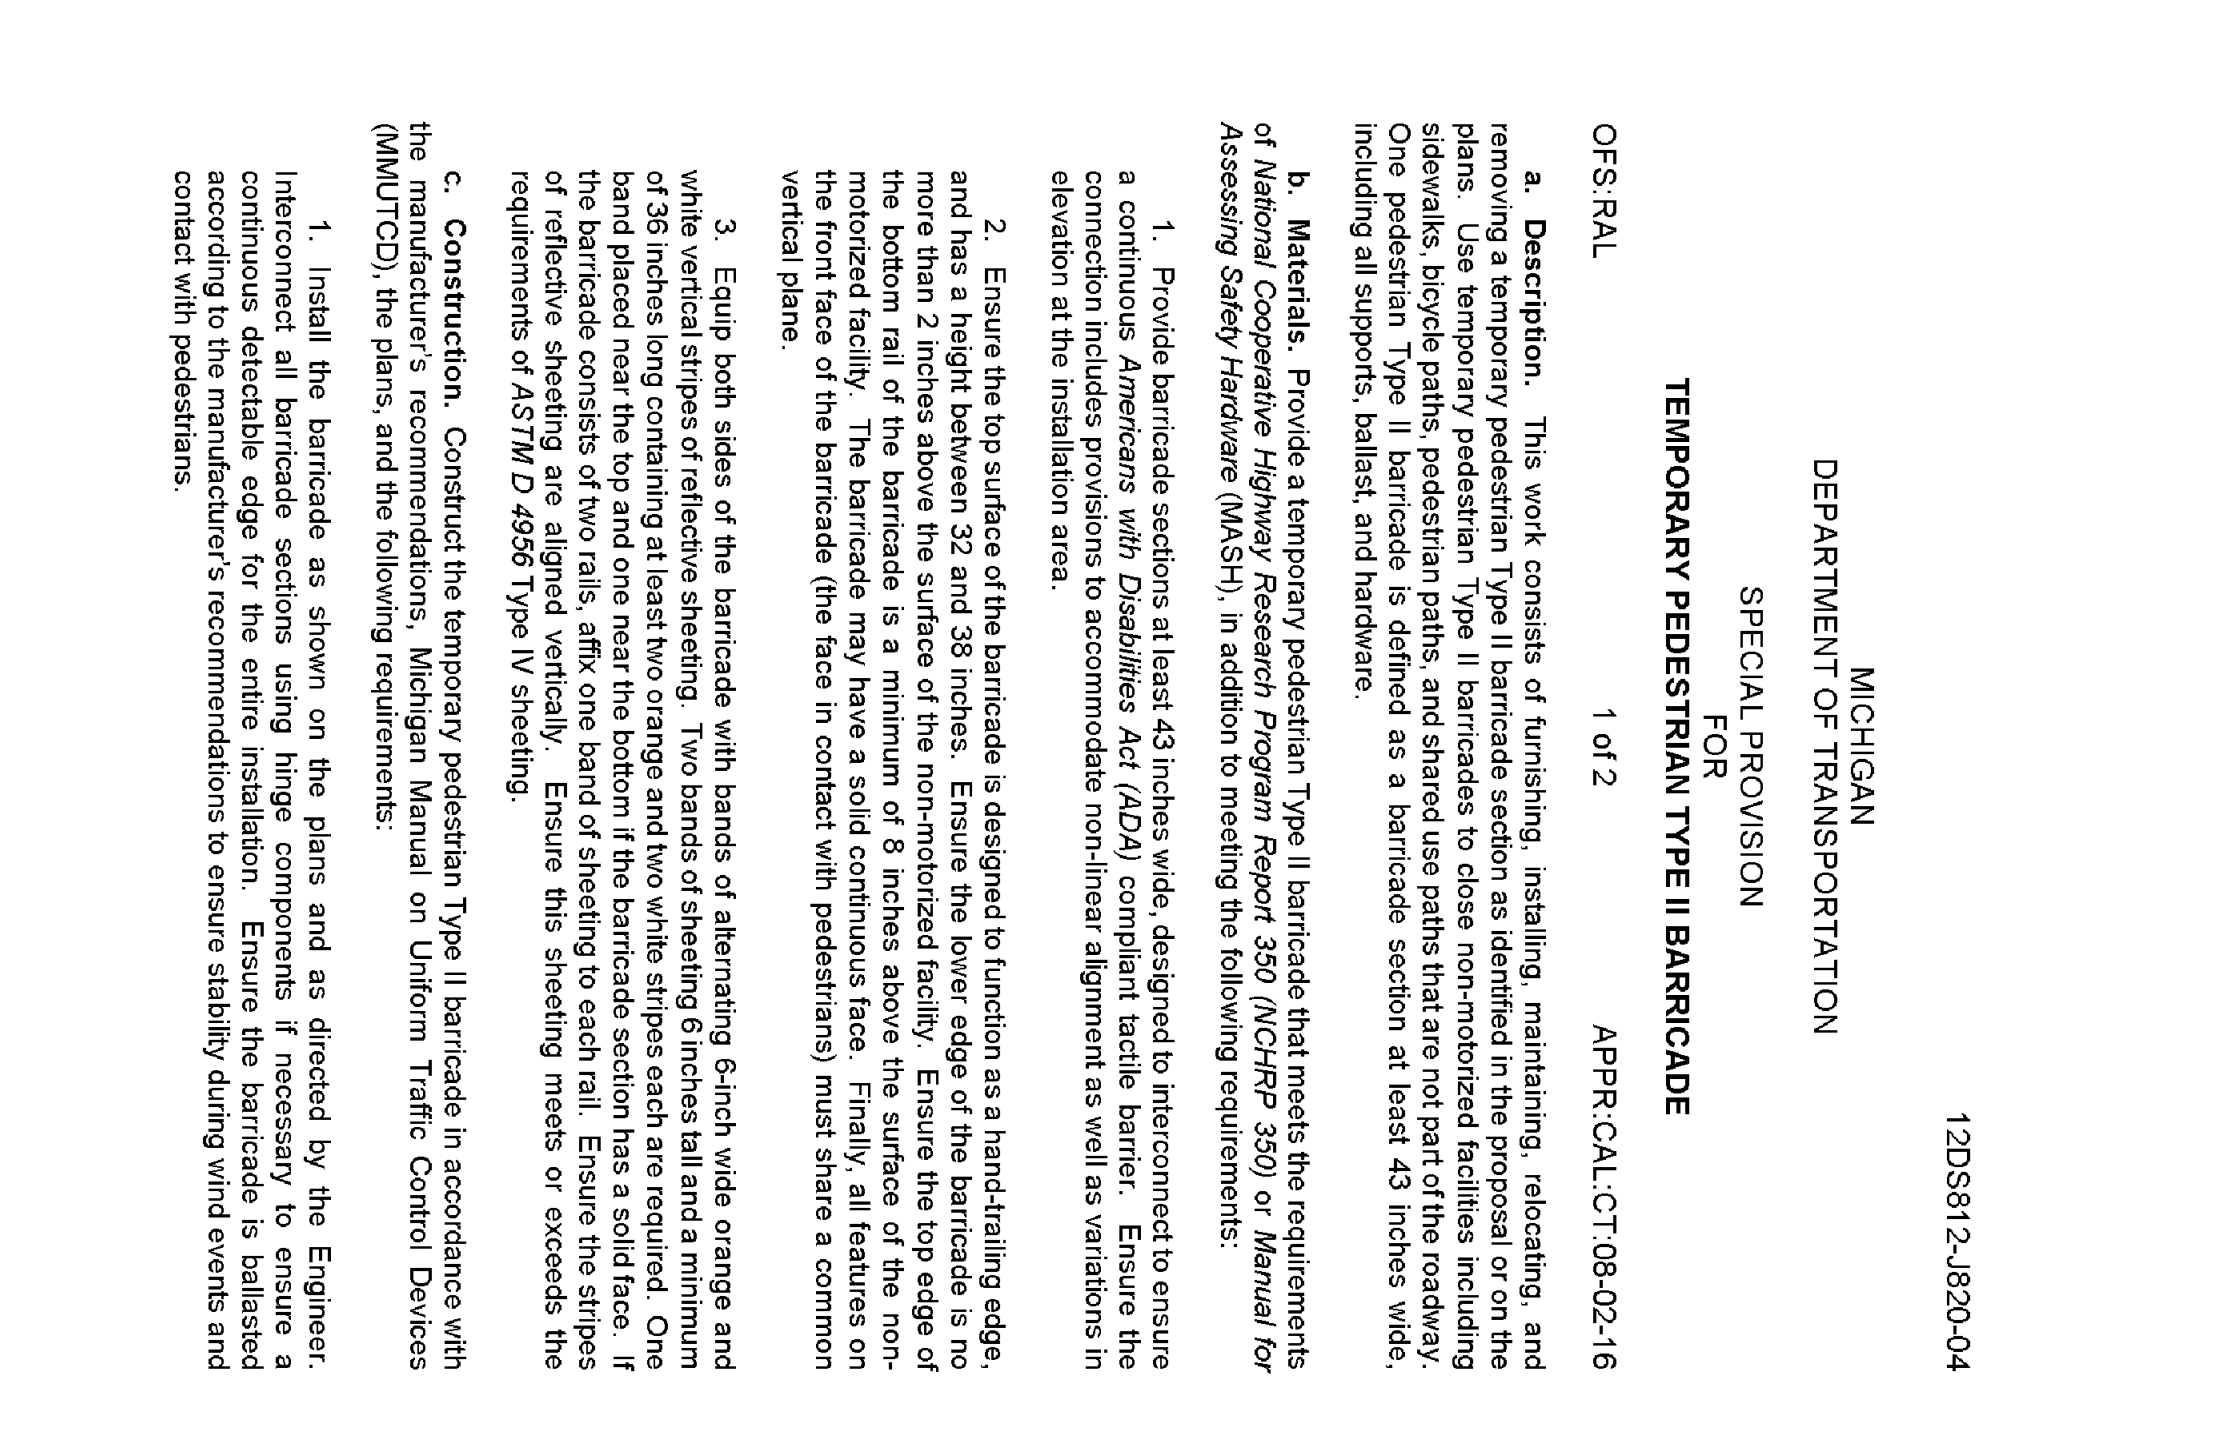 12DS812-J820-04
MICHIGAN
DEPARTMENT OF TRANSPORTATION
SPECIAL PROVISION
FOR
TEMPORARY PEDESTRIAN TYPE II BARRICADE
OFS:RAL 1 of 2 APPR:CAL:CT:08-02-16
a. Description. This work consists of furnishing, installing, maintaining, relocating, and
removing a temporary pedestrian Type II barricade section as identified in the proposal or on the
plans. Use temporary pedestrian Type II barricades to close non-motorized facilities including
sidewalks, bicycle paths, pedestrian paths, and shared use paths that are not part of the roadway.
One pedestrian Type II barricade is defined as a barricade section at least 43 inches wide,
including all supports, ballast, and hardware.
b. Materials. Provide a temporary pedestrian Type II barricade that meets the requirements
of National Cooperative Highway Research Program Report 350 (NCHRP 350) or Manual for
Assessing Safety Hardware (MASH), in addition to meeting the following requirements:
1. Provide barricade sections at least 43 inches wide, designed to interconnect to ensure
a continuous Americans with Disabilities Act (ADA) compliant tactile barrier. Ensure the
connection includes provisions to accommodate non-linear alignment as well as variations in
elevation at the installation area.
2. Ensure the top surface of the barricade is designed to function as a hand-trailing edge,
and has a height between 32 and 38 inches. Ensure the lower edge of the barricade is no
more than 2 inches above the surface of the non-motorized facility. Ensure the top edge of
the bottom rail of the barricade is a minimum of 8 inches above the surface of the non-
motorized facility. The barricade may have a solid continuous face. Finally, all features on
the front face of the barricade (the face in contact with pedestrians) must share a common
vertical plane.
3. Equip both sides of the barricade with bands of alternating 6-inch wide orange and
white vertical stripes of reflective sheeting. Two bands of sheeting 6 inches tall and a minimum
of 36 inches long containing at least two orange and two white stripes each are required. One
band placed near the top and one near the bottom if the barricade section has a solid face. If
the barricade consists of two rails, affix one band of sheeting to each rail. Ensure the stripes
of reflective sheeting are aligned vertically. Ensure this sheeting meets or exceeds the
requirements of ASTM D 4956 Type IV sheeting.
c. Construction. Construct the temporary pedestrian Type II barricade in accordance with
the manufacturer's recommendations, Michigan Manual on Uniform Traffic Control Devices
(MMUTCD), the plans, and the following requirements:
1. Install the barricade as shown on the plans and as directed by the Engineer.
Interconnect all barricade sections using hinge components if necessary to ensure a
continuous detectable edge for the entire installation. Ensure the barricade is ballasted
according to the manufacturer's recommendations to ensure stability during wind events and
contact with pedestrians.